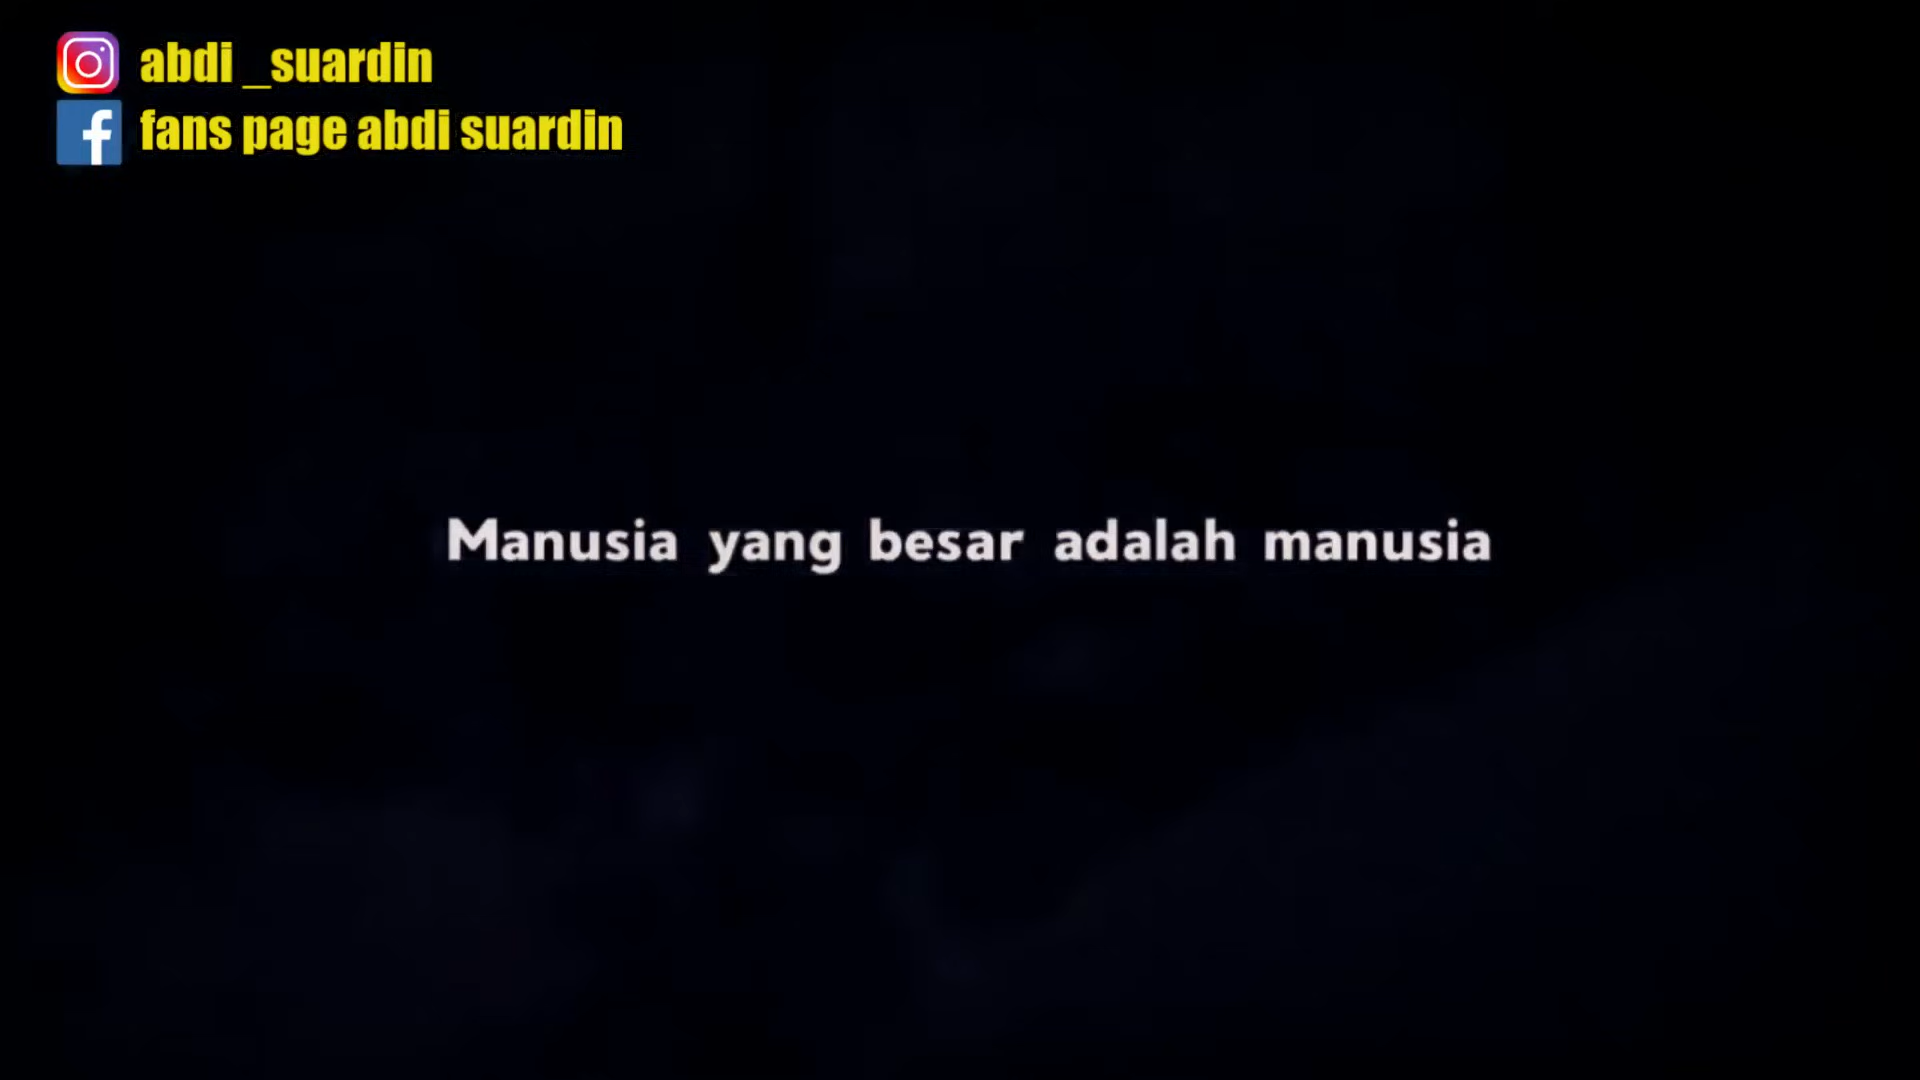 abdi _suardin
fans page abdi suardin
Manusia yang besar adalah manusia